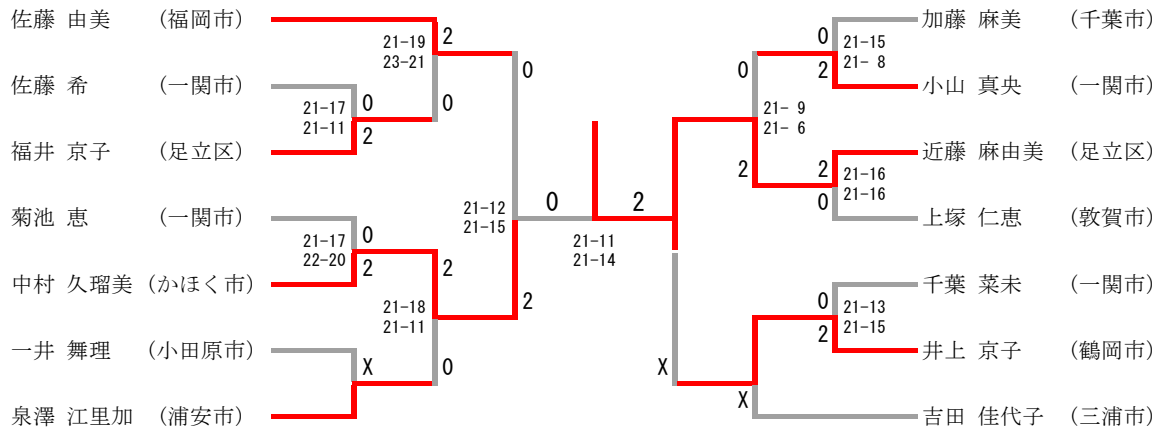 佐藤 由美 (福岡市)
2
21-19
23-21
0
佐藤 希 (一関市)
21-17
21-11
0
2
0
福井 京子 (足立区)
菊池 恵 (一関市)
21-17
22-20
0
2
2
中村 久瑠美 (かほく市)
21-18
21-11
2
一井 舞理 (小田原市)
X
0
泉澤 江里加 (浦安市)
21-12
21-15
0
2
21-11
21-14
加藤 麻美 (千葉市)
0
21-15
21- 8
2
0
小山 真央 (一関市)
21- 9
21- 6
近藤 麻由美 (足立区)
2
2
21-16
21-16
0
上塚 仁恵 (敦賀市)
千葉 菜未 (一関市)
0
21-13
21-15
2
井上 京子 (鶴岡市)
X
X
吉田 佳代子 (三浦市)